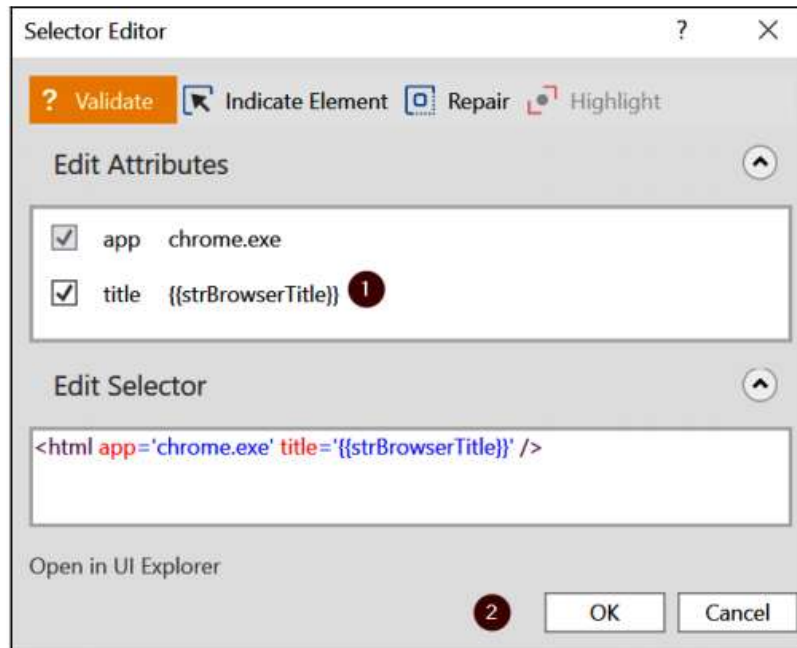 Selector Editor ?
? Validate Indicate Element Repair Highlight
Edit Attributes
app chrome.exe
title {{strBrowserTitle}} 1
Edit Selector
<html app='chrome.exe' title='{{strBrowserTitle}}' />
Open in UI Explorer
2 OK Cancel